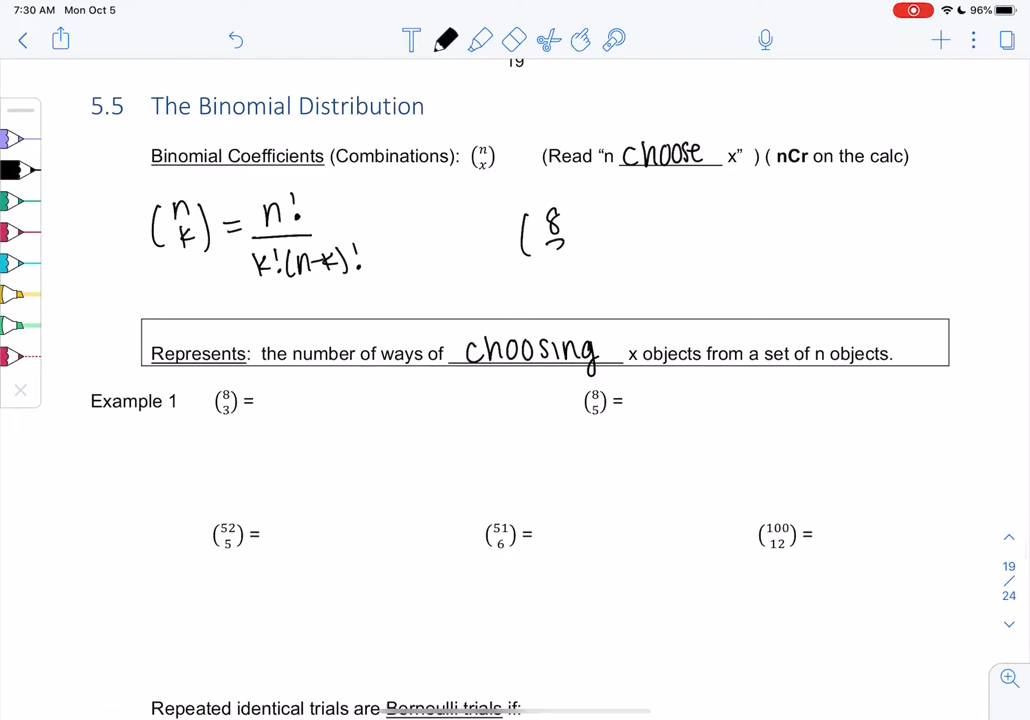 7:30 AM Mon Oct 5 96%
T
19
5.5 The Binomial Distribution
Binomial Coefficients (Combinations): (n x) (Read “n choose x” ) ( nCr on the calc)
(n k) = n! / k!(n-k)! ( 8
Represents: the number of ways of choosing x objects from a set of n objects.
Example 1 (8 3) = (8 5) =
(52 5) = (51 6) = (100 12) =
19 / 24
Repeated identical trials are Bernoulli trials if: